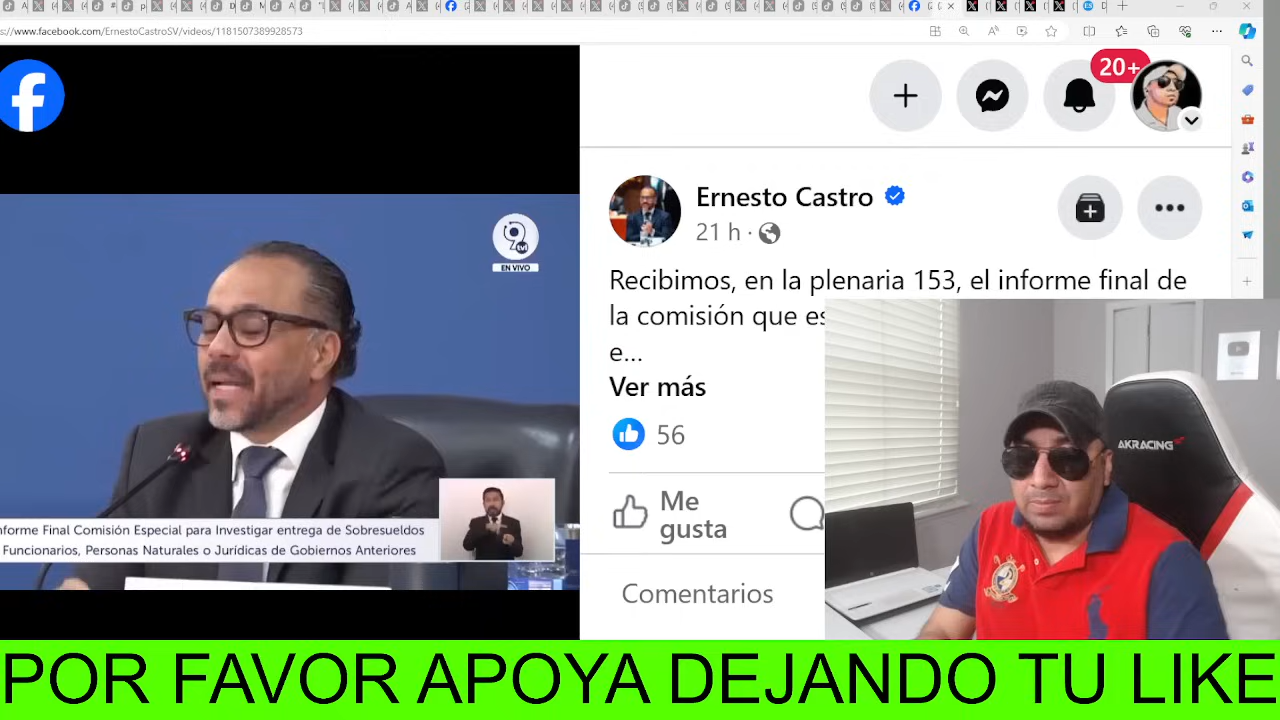 s://www.facebook.com/ErnestoCastroSV/videos/1181507389928573
20+
Ernesto Castro
21 h
Recibimos, en la plenaria 153, el informe final de
la comisión que es
e...
Ver más
56
Me
gusta
Comentarios
tvl
EN VIVO
nforme Final Comisión Especial para Investigar entrega de Sobresueldos
Funcionarios, Personas Naturales o Jurídicas de Gobiernos Anteriores
AKRACING
POR FAVOR APOYA DEJANDO TU LIKE